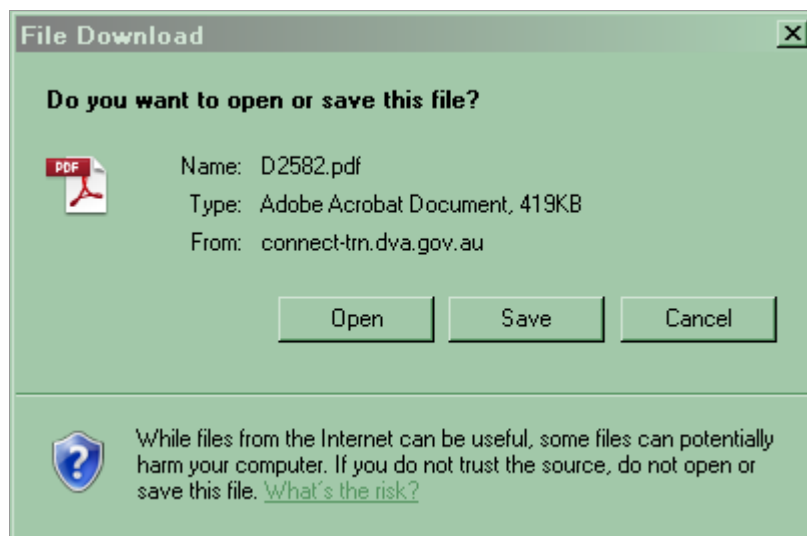 File Download
Do you want to open or save this file?
PDF
Name: D2582.pdf
Type: Adobe Acrobat Document, 419KB
From: connect-trn.dva.gov.au
Open Save Cancel
While files from the Internet can be useful, some files can potentially
harm your computer. If you do not trust the source, do not open or
save this file. What's the risk?